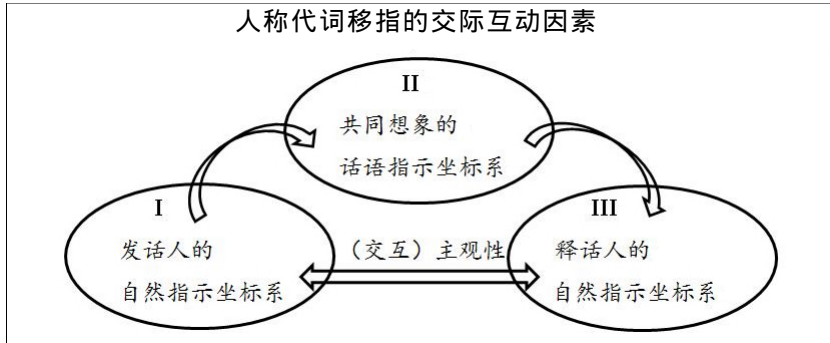 人称代词移指的交际互动因素
II
共同想象的
话语指示坐标系
I
发话人的
自然指示坐标系
（交互）主观性
III
释话人的
自然指示坐标系